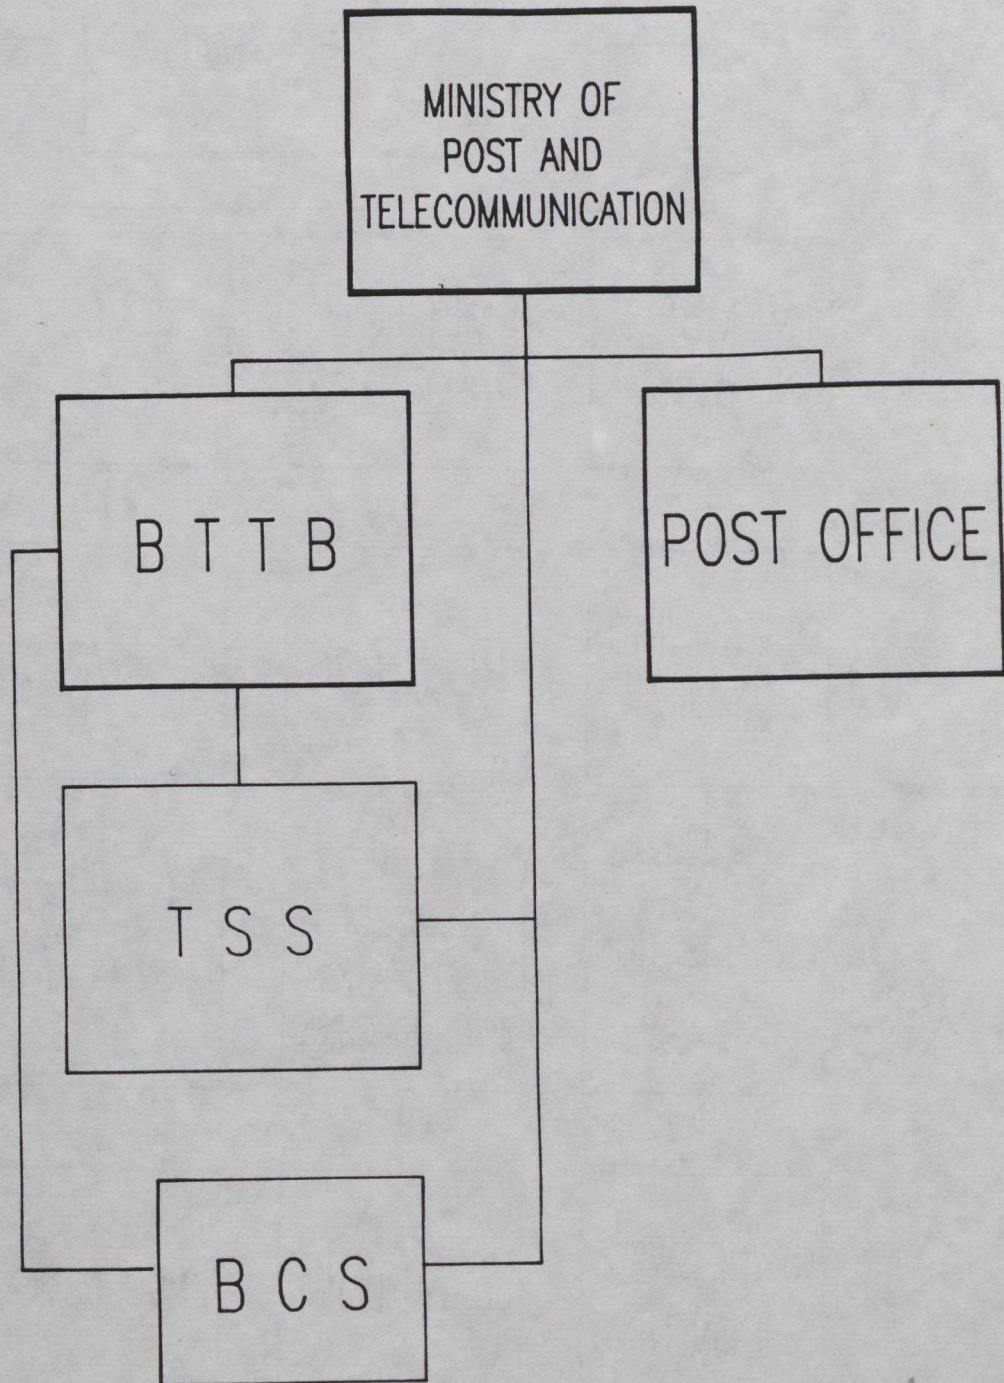 MINISTRY OF
POST AND
TELECOMMUNICATION
B T T B
POST OFFICE
T S S
B C S